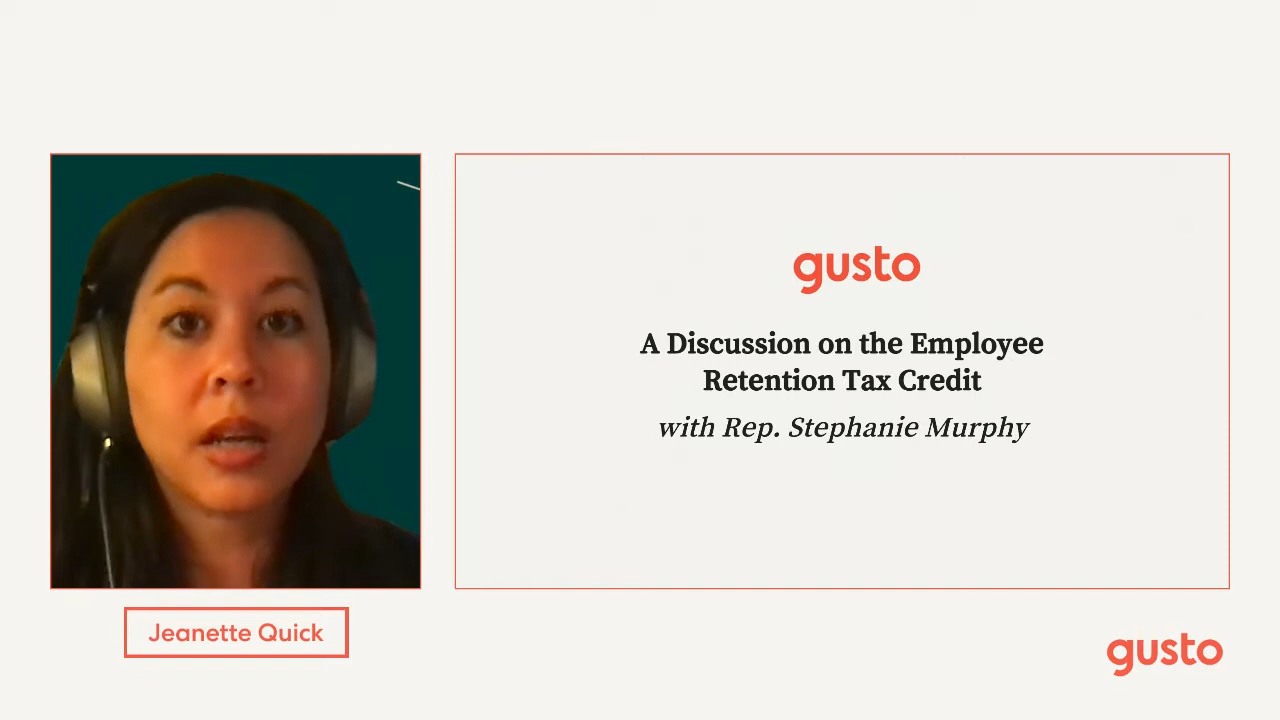 gusto
A Discussion on the Employee
Retention Tax Credit
with Rep. Stephanie Murphy
Jeanette Quick
gusto